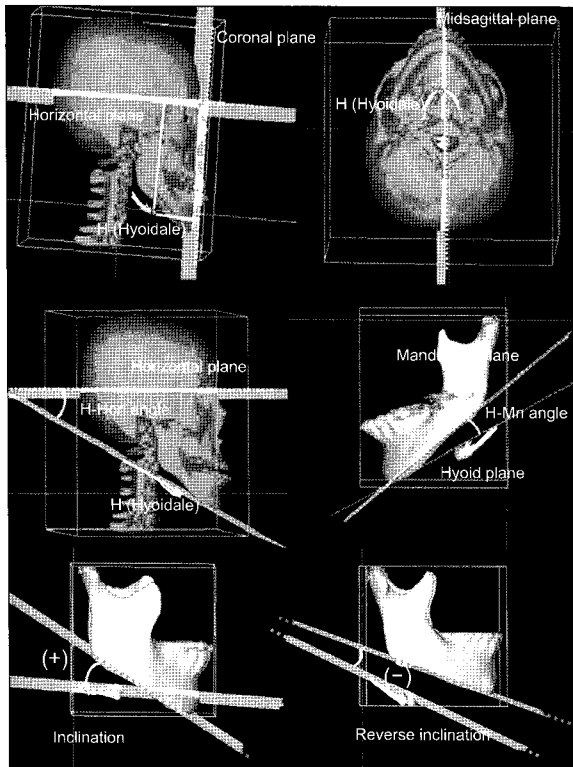 Coronal plane
Horizontal plane
H (Hyoidale)
Midsagittal plane
H (Hyoidale)
Horizontal plane
H-Hor angle
H (Hyoidale)
plane
H-Mn angle
Hyoid plane
(+)
Inclination
(−)
Reverse inclination